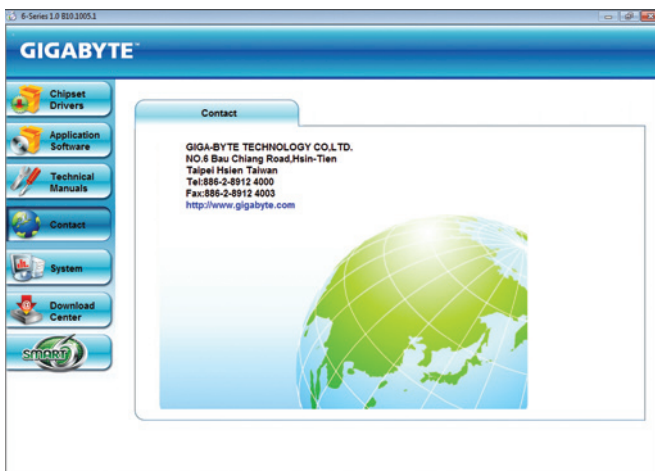 6-Series 1.0 B10.1005.1
GIGABYTE™
Chipset
Drivers
Application
Software
Technical
Manuals
Contact
System
Download
Center
SMART6
Contact
GIGA-BYTE TECHNOLOGY CO,LTD.
NO.6 Bau Chiang Road,Hsin-Tien
Taipei Hsien Taiwan
Tel:886-2-8912 4000
Fax:886-2-8912 4003
http://www.gigabyte.com